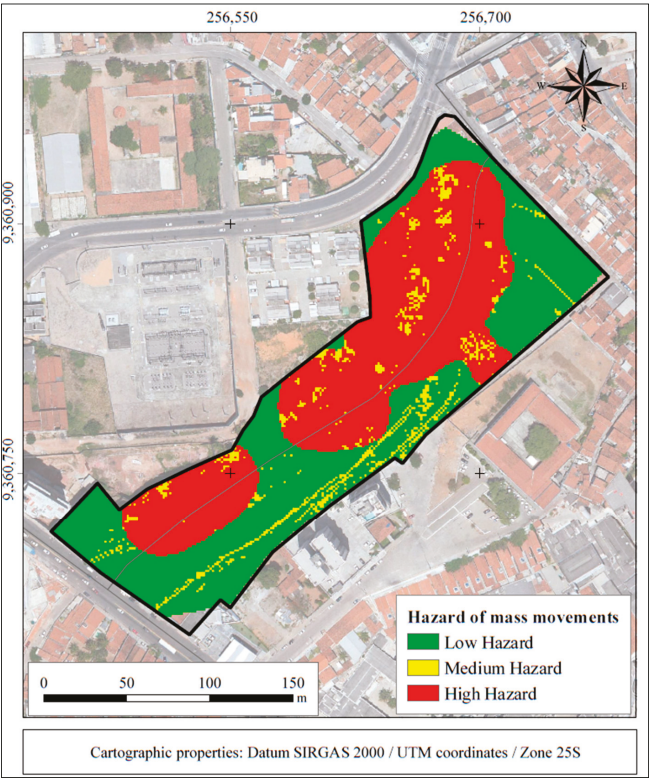 256,550 256,700
N
W E
S
9,360,900
9,360,750
Hazard of mass movements
Low Hazard
Medium Hazard
High Hazard
0 50 100 150
m
Cartographic properties: Datum SIRGAS 2000 / UTM coordinates / Zone 25S